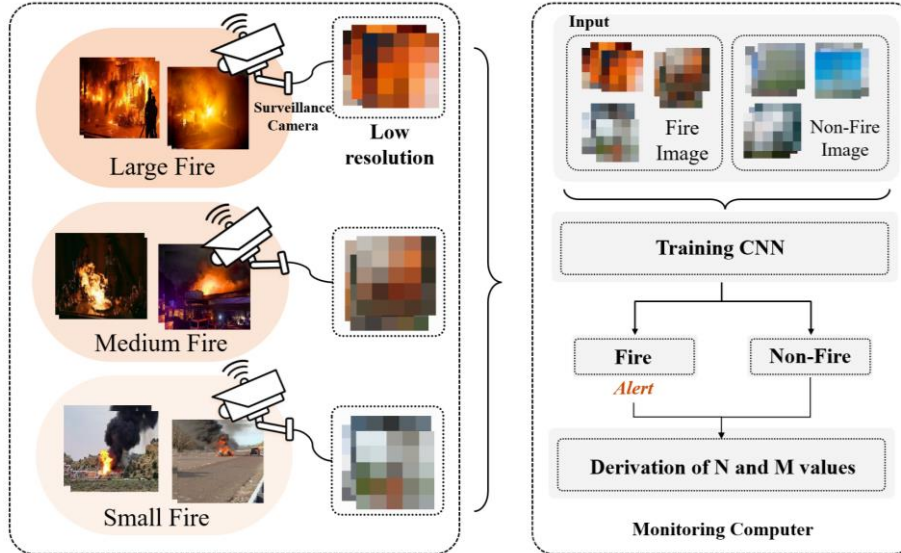 Large Fire
Surveillance
Camera
Low
resolution
Medium Fire
Small Fire
Input
Fire
Image
Non-Fire
Image
Training CNN
Fire
Non-Fire
Alert
Derivation of N and M values
Monitoring Computer